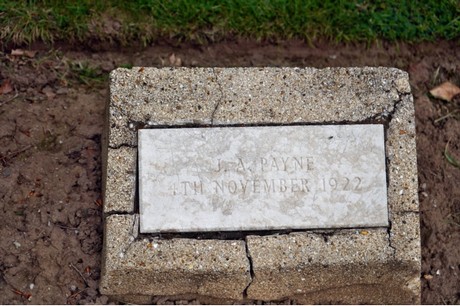 J. A. PAYNE
4TH NOVEMBER 1922